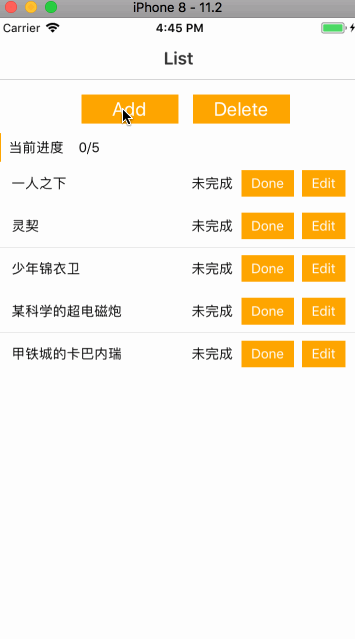 iPhone 8 - 11.2
Carrier 4:45 PM
List
Add Delete
当前进度 0/5
一人之下 未完成 Done Edit
灵契 未完成 Done Edit
少年锦衣卫 未完成 Done Edit
某科学的超电磁炮 未完成 Done Edit
甲铁城的卡巴内瑞 未完成 Done Edit